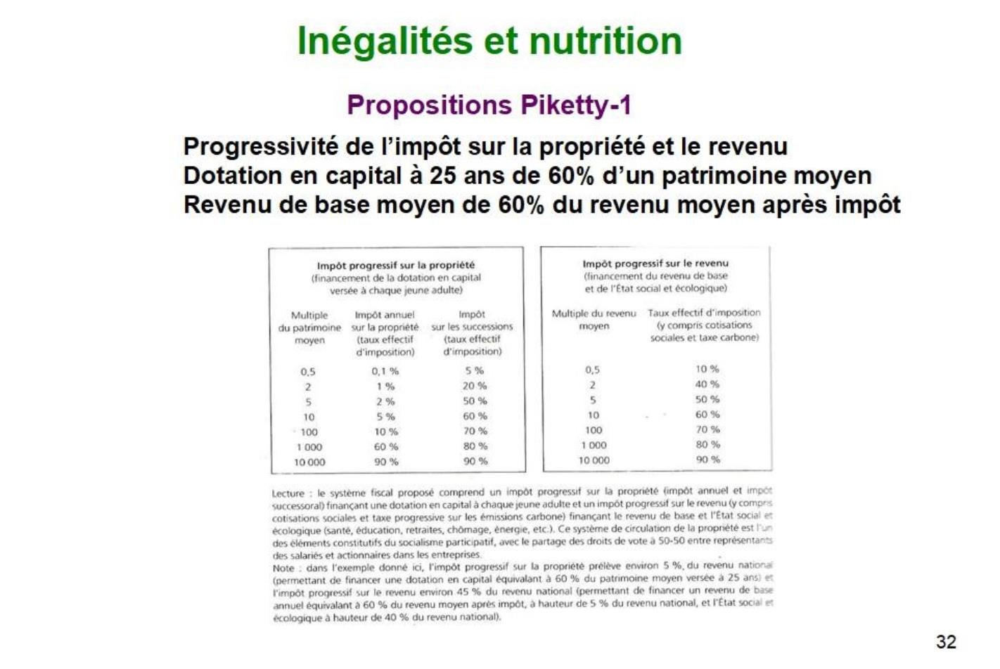 Inégalités et nutrition
Propositions Piketty-1
Progressivité de l'impôt sur la propriété et le revenu
Dotation en capital à 25 ans de 60% d'un patrimoine moyen
Revenu de base moyen de 60% du revenu moyen après impôt
Impôt progressif sur la propriété
(financement de la dotation en capital
versée à chaque jeune adulte)
Multiple Impôt annuel Impôt
du patrimoine sur la propriété sur les successions
moyen (taux effectif (taux effectif
d'imposition) d'imposition)
0,5 0,1 % 5 %
2 1 % 20 %
5 2 % 50 %
10 5 % 60 %
100 10 % 70 %
1 000 60 % 80 %
10 000 90 % 90 %
Impôt progressif sur le revenu
(financement du revenu de base
et de l'État social et écologique)
Multiple du revenu Taux effectif d'imposition
moyen (y compris cotisations
sociales et taxe carbone)
0,5 10 %
2 40 %
5 50 %
10 60 %
100 70 %
1 000 80 %
10 000 90 %
Lecture : le système fiscal proposé comprend un impôt progressif sur la propriété (impôt annuel et impôt
successoral) finançant une dotation en capital à chaque jeune adulte et un impôt progressif sur le revenu (y compris
cotisations sociales et taxe progressive sur les émissions carbone) finançant le revenu de base et l'État social et
écologique (santé, éducation, retraites, chômage, énergie, etc.). Ce système de circulation de la propriété est l'un
des éléments constitutifs du socialisme participatif, avec le partage des droits de vote à 50-50 entre représentants
des salariés et actionnaires dans les entreprises.
Note : dans l'exemple donné ici, l'impôt progressif sur la propriété prélève environ 5 %, du revenu national
(permettant de financer une dotation en capital équivalant à 60 % du patrimoine moyen versée à 25 ans) et
l'impôt progressif sur le revenu environ 45 % du revenu national (permettant de financer un revenu de base
annuel équivalant à 60 % du revenu moyen après impôt, à hauteur de 5 % du revenu national, et l'État social et
écologique à hauteur de 40 % du revenu national).
32